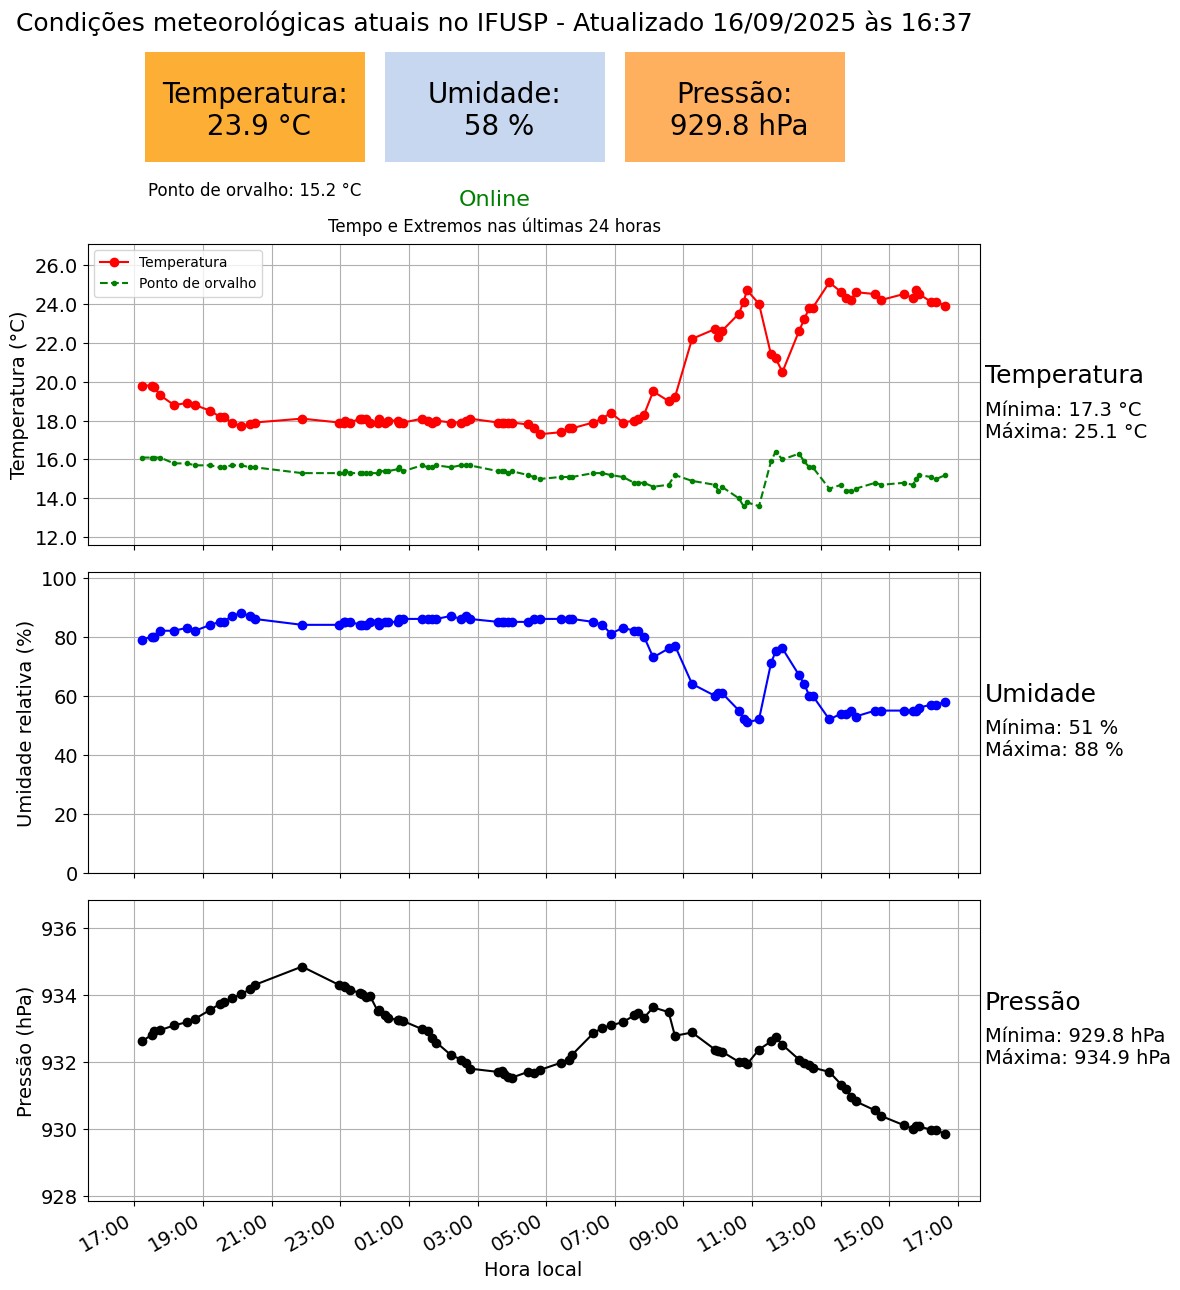 Condições meteorológicas atuais no IFUSP - Atualizado 16/09/2025 às 16:37
Temperatura:
23.9 °C
Umidade:
58 %
Pressão:
929.8 hPa
Ponto de orvalho: 15.2 °C
Online
Tempo e Extremos nas últimas 24 horas
Temperatura
Ponto de orvalho
Temperatura (°C)
26.0
24.0
22.0
20.0
18.0
16.0
14.0
12.0
Temperatura
Mínima: 17.3 °C
Máxima: 25.1 °C
Umidade relativa (%)
100
80
60
40
20
0
Umidade
Mínima: 51 %
Máxima: 88 %
Pressão (hPa)
936
934
932
930
928
Pressão
Mínima: 929.8 hPa
Máxima: 934.9 hPa
17:00 19:00 21:00 23:00 01:00 03:00 05:00 07:00 09:00 11:00 13:00 15:00 17:00
Hora local